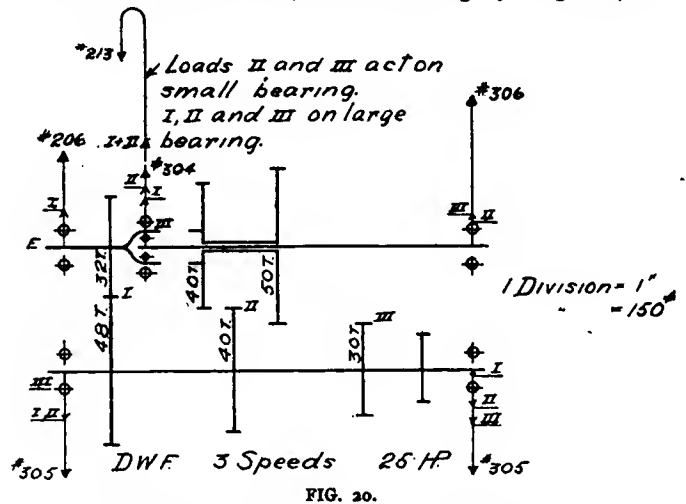 #213
Loads II and III act on
small bearing.
I, II and III on large
bearing.
#206
I+II
#304
#306
I
II
I
III
III
II
E
32T.
I
40T.
50T.
1 Division = 1"
" = 150#
48T.
II
40T.
III
30T.
III
I,II
I
II
III
#305
DWF.
3 Speeds
25 H.P.
#305
FIG. 20.